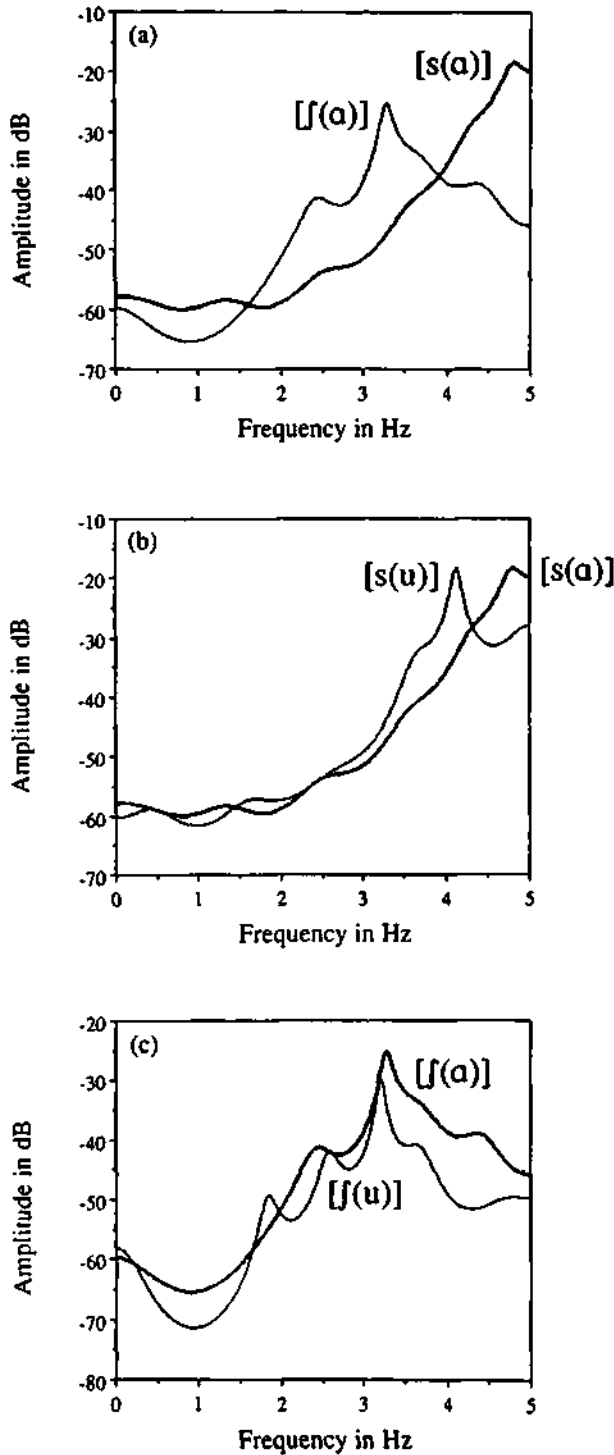 (a)
[s(ɑ)]
[ʃ(ɑ)]
Amplitude in dB
-10
-20
-30
-40
-50
-60
-70
0 1 2 3 4 5
Frequency in Hz
(b)
[s(u)] [s(ɑ)]
Amplitude in dB
-10
-20
-30
-40
-50
-60
-70
0 1 2 3 4 5
Frequency in Hz
(c)
[ʃ(ɑ)]
[ʃ(u)]
Amplitude in dB
-20
-30
-40
-50
-60
-70
-80
0 1 2 3 4 5
Frequency in Hz